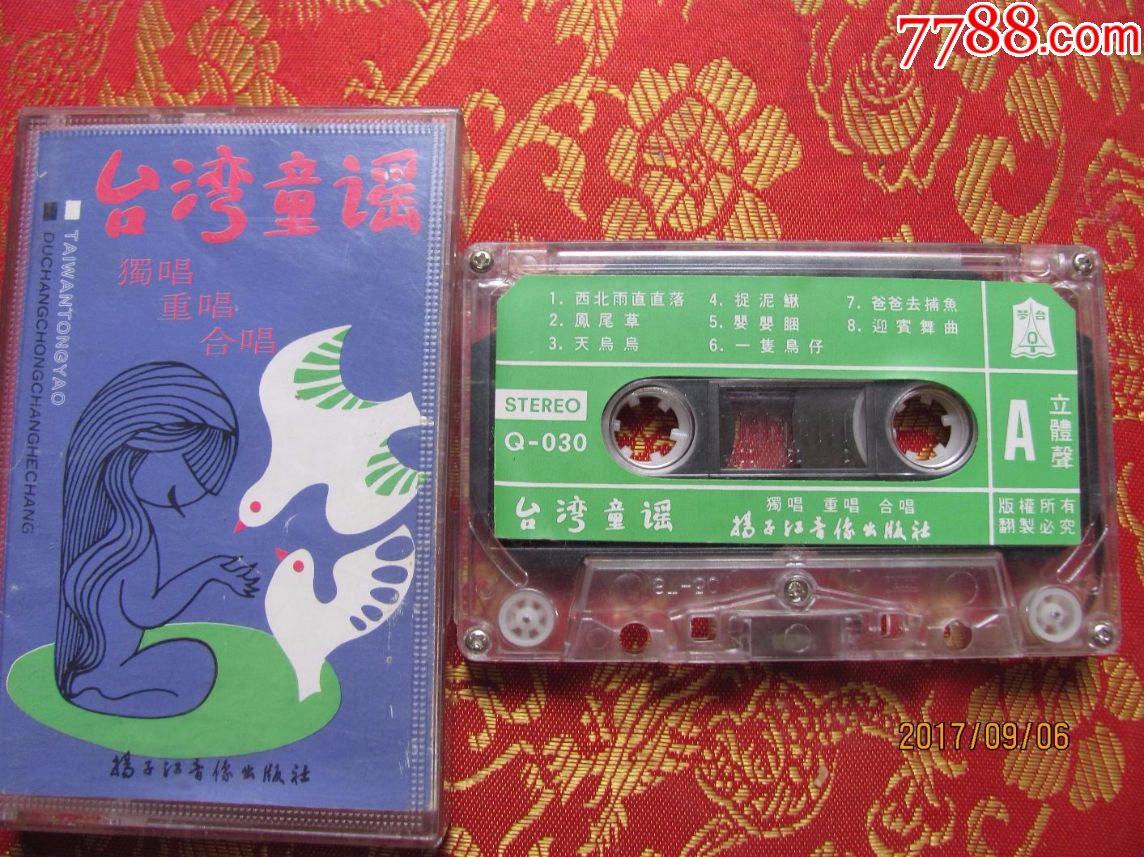 7788.com
台湾童谣
獨唱
重唱
合唱
TAIWANTONGYAO
DUCHANGCHONGCHANGHECHANG
揚子江音像出版社
1. 西北雨直直落
2. 鳳尾草
3. 天烏烏
4. 捉泥鰍
5. 嬰嬰睏
6. 一隻鳥仔
7. 爸爸去捕魚
8. 迎賓舞曲
琴台
Q
STEREO
Q-030
A
立體聲
台湾童谣
獨唱 重唱 合唱
揚子江音像出版社
版權所有
翻製必究
2017/09/06